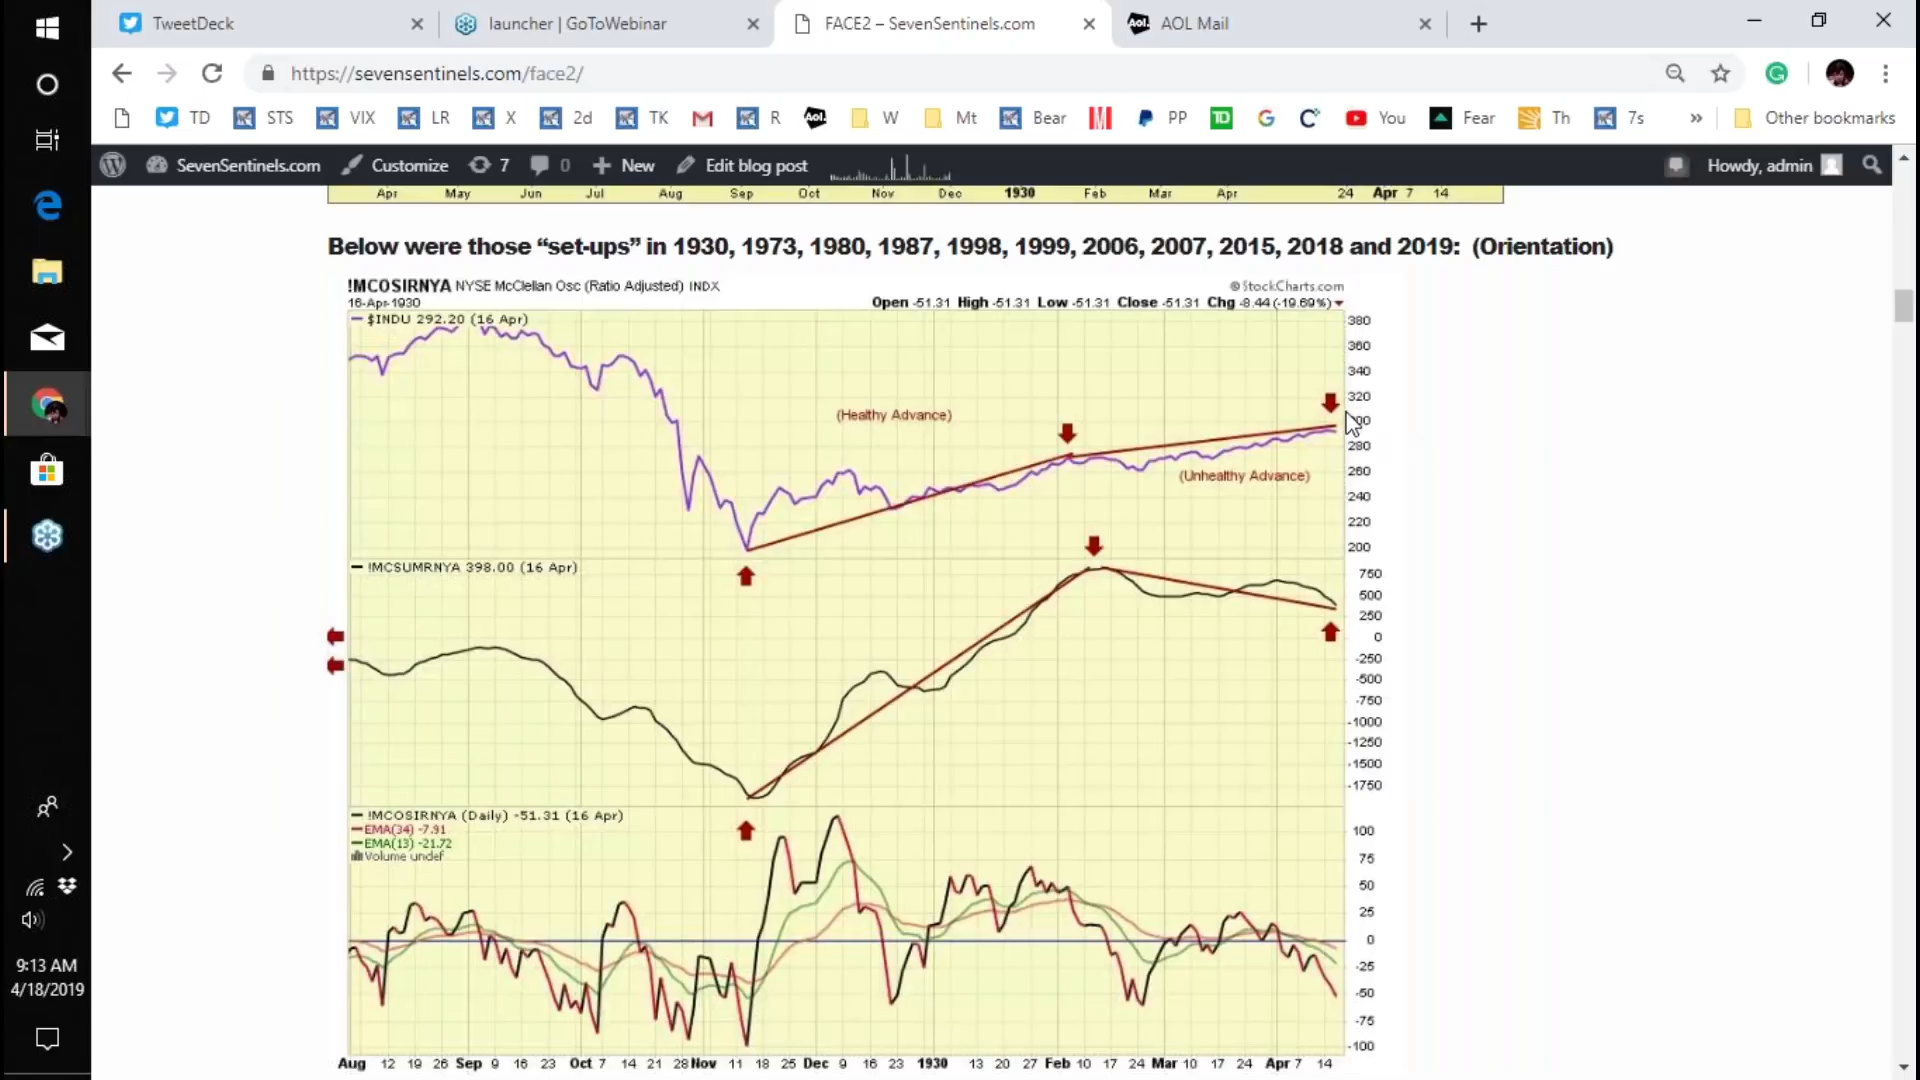 TweetDeck
launcher | GoToWebinar
FACE2 – SevenSentinels.com
Aol.
AOL Mail
https://sevensentinels.com/face2/
TD STS VIX LR X 2d TK R Aol. W Mt Bear PP TD You Fear Th 7s » Other bookmarks
SevenSentinels.com Customize 7 0 New Edit blog post Howdy, admin
Apr May Jun Jul Aug Sep Oct Nov Dec 1930 Feb Mar Apr 24 Apr 7 14
Below were those “set-ups” in 1930, 1973, 1980, 1987, 1998, 1999, 2006, 2007, 2015, 2018 and 2019: (Orientation)
!MCOSIRNYA NYSE McClellan Osc (Ratio Adjusted) INDX
© StockCharts.com
16-Apr-1930
Open -51.31 High -51.31 Low -51.31 Close -51.31 Chg -8.44 (-19.69%)
$INDU 292.20 (16 Apr)
380
360
340
320
280
260
240
220
200
(Healthy Advance)
(Unhealthy Advance)
!MCSUMRNYA 398.00 (16 Apr)
750
500
250
0
-250
-500
-750
-1000
-1250
-1500
-1750
!MCOSIRNYA (Daily) -51.31 (16 Apr)
EMA(34) -7.91
EMA(13) -21.72
Volume undef
100
75
50
25
0
-25
-50
-75
-100
Aug 12 19 26 Sep 9 16 23 Oct 7 14 21 28 Nov 11 18 25 Dec 9 16 23 1930 13 20 27 Feb 10 17 24 Mar 10 17 24 Apr 7 14
9:13 AM
4/18/2019